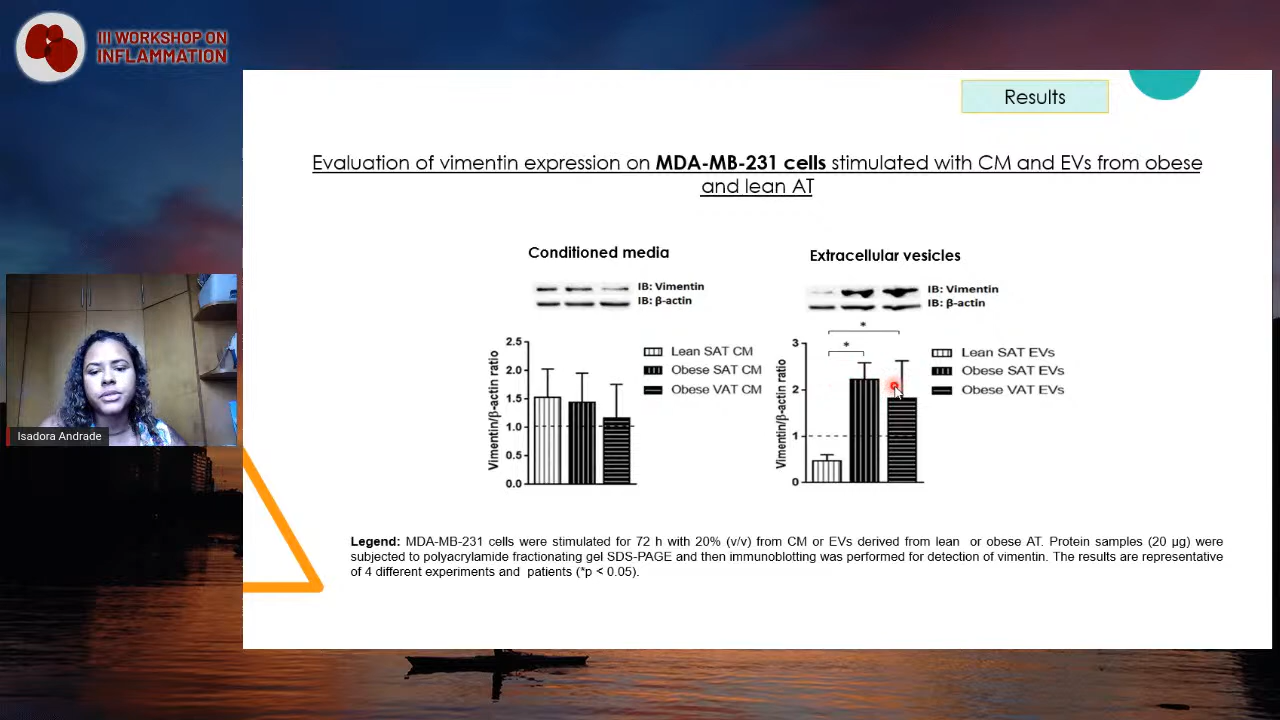 III WORKSHOP ON
INFLAMMATION
Results
Evaluation of vimentin expression on MDA-MB-231 cells stimulated with CM and EVs from obese
and lean AT
Conditioned media
IB: Vimentin
IB: β-actin
Vimentin/β-actin ratio
2.5
2.0
1.5
1.0
0.5
0.0
Lean SAT CM
Obese SAT CM
Obese VAT CM
Extracellular vesicles
IB: Vimentin
IB: β-actin
*
*
Vimentin/β-actin ratio
3
2
1
0
Lean SAT EVs
Obese SAT EVs
Obese VAT EVs
Isadora Andrade
Legend: MDA-MB-231 cells were stimulated for 72 h with 20% (v/v) from CM or EVs derived from lean or obese AT. Protein samples (20 µg) were
subjected to polyacrylamide fractionating gel SDS-PAGE and then immunoblotting was performed for detection of vimentin. The results are representative
of 4 different experiments and patients (*p < 0.05).